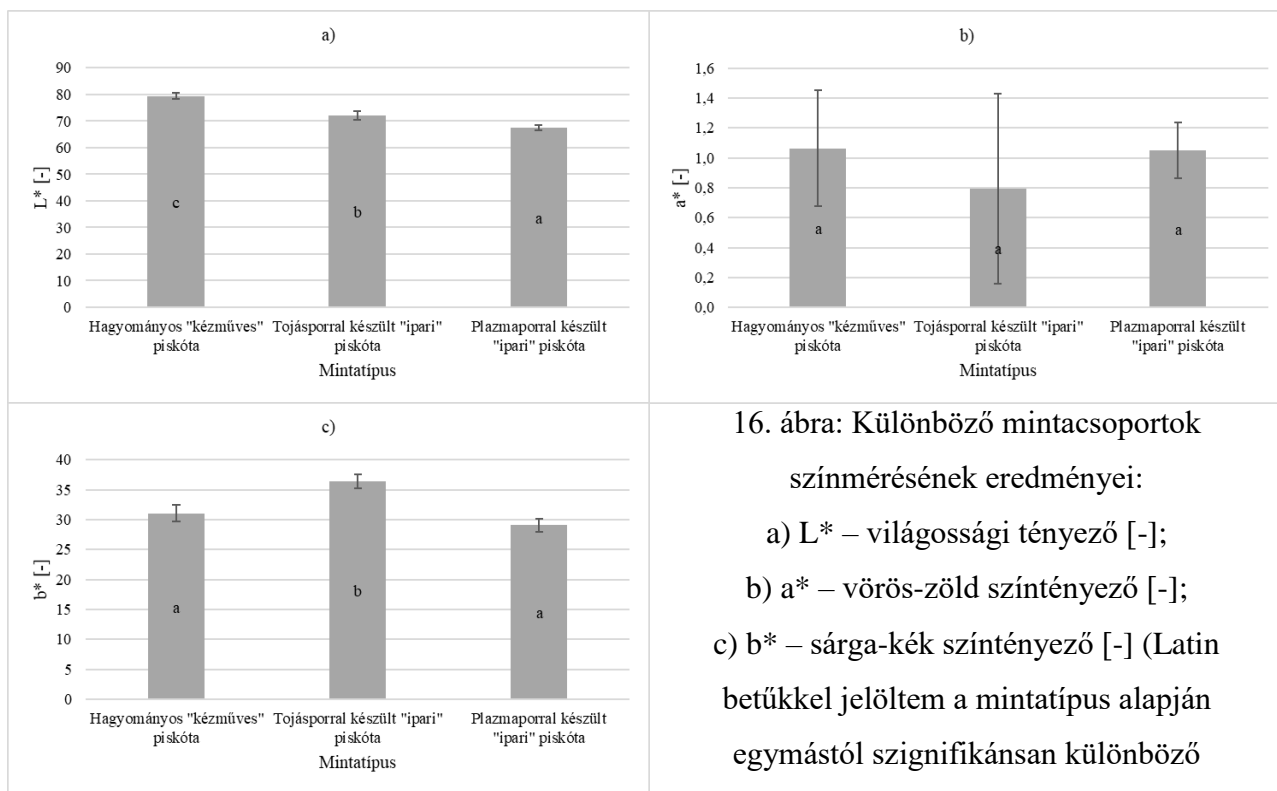 a)
90
80
70
60
50
40
30
20
10
0
L* [-]
c
b
a
Hagyományos "kézműves" piskóta
Tojásporral készült "ipari" piskóta
Plazmaporral készült "ipari" piskóta
Mintatípus
b)
1,6
1,4
1,2
1,0
0,8
0,6
0,4
0,2
0,0
a* [-]
a
a
a
Hagyományos "kézműves" piskóta
Tojásporral készült "ipari" piskóta
Plazmaporral készült "ipari" piskóta
Mintatípus
c)
40
35
30
25
20
15
10
5
0
b* [-]
a
b
a
Hagyományos "kézműves" piskóta
Tojásporral készült "ipari" piskóta
Plazmaporral készült "ipari" piskóta
Mintatípus
16. ábra: Különböző mintacsoportok
színmérésének eredményei:
a) L* – világossági tényező [-];
b) a* – vörös-zöld színtényező [-];
c) b* – sárga-kék színtényező [-] (Latin
betűkkel jelöltem a mintatípus alapján
egymástól szignifikánsan különböző